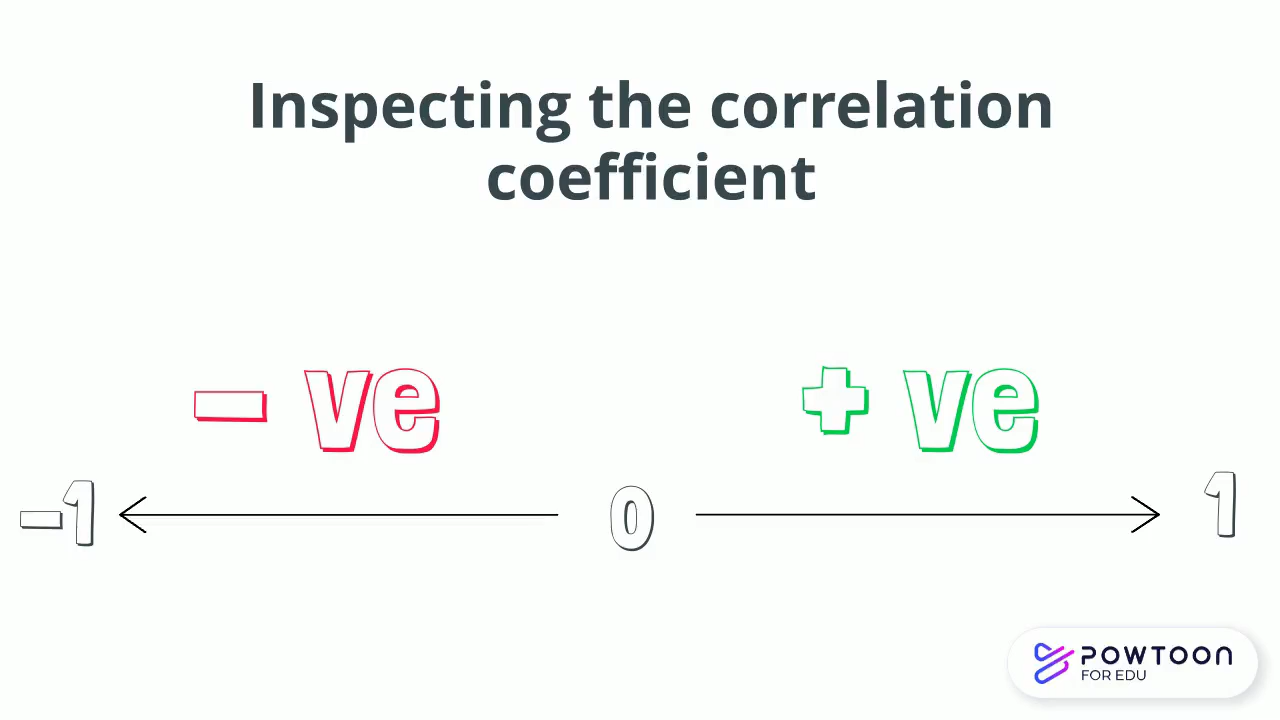 Inspecting the correlation
coefficient
- ve
+ ve
-1
0
1
POWTOON
FOR EDU